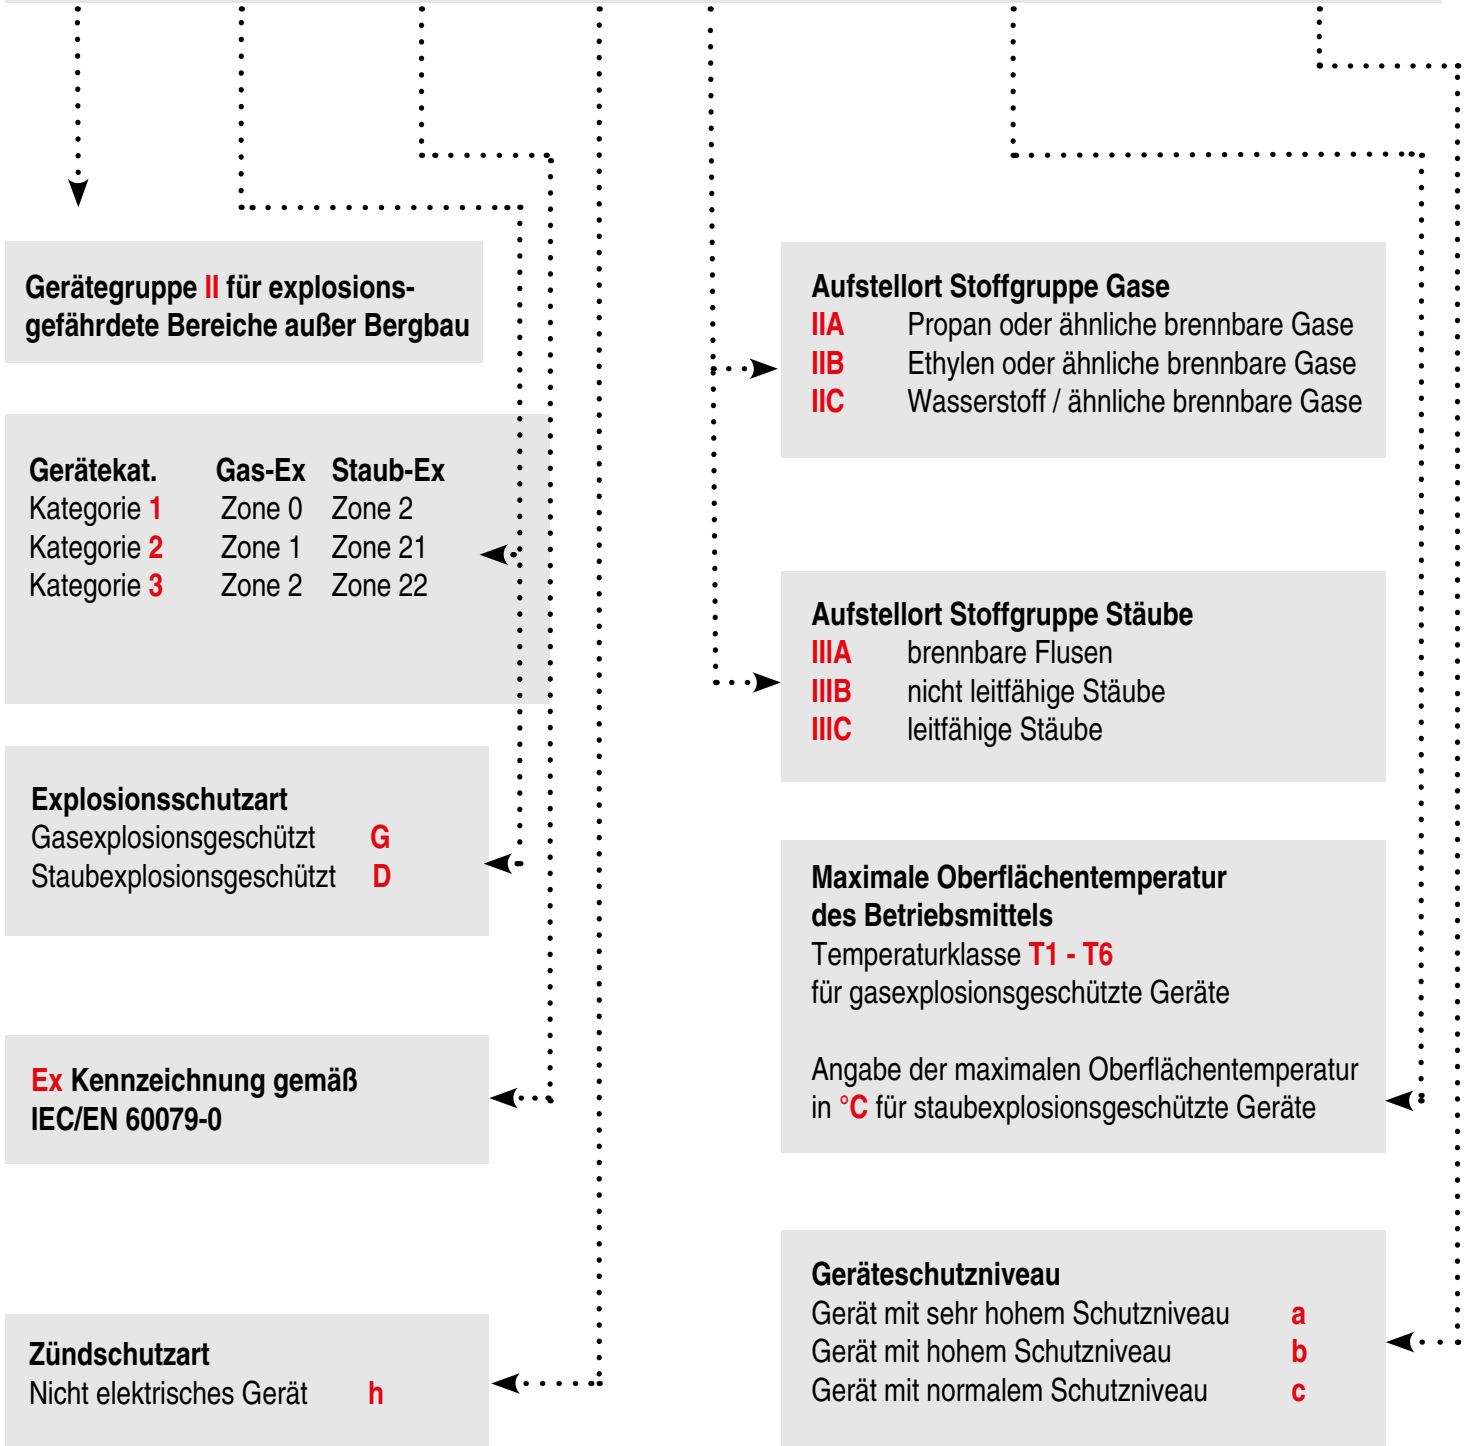 Gerätegruppe II für explosions-
gefährdete Bereiche außer Bergbau
Gerätekat. Gas-Ex Staub-Ex
Kategorie 1 Zone 0 Zone 2
Kategorie 2 Zone 1 Zone 21
Kategorie 3 Zone 2 Zone 22
Explosionsschutzart
Gasexplosionsgeschützt G
Staubexplosionsgeschützt D
Ex Kennzeichnung gemäß
IEC/EN 60079-0
Zündschutzart
Nicht elektrisches Gerät h
Aufstellort Stoffgruppe Gase
IIA Propan oder ähnliche brennbare Gase
IIB Ethylen oder ähnliche brennbare Gase
IIC Wasserstoff / ähnliche brennbare Gase
Aufstellort Stoffgruppe Stäube
IIIA brennbare Flusen
IIIB nicht leitfähige Stäube
IIIC leitfähige Stäube
Maximale Oberflächentemperatur
des Betriebsmittels
Temperaturklasse T1 - T6
für gasexplosionsgeschützte Geräte
Angabe der maximalen Oberflächentemperatur
in °C für staubexplosionsgeschützte Geräte
Geräteschutzniveau
Gerät mit sehr hohem Schutzniveau a
Gerät mit hohem Schutzniveau b
Gerät mit normalem Schutzniveau c